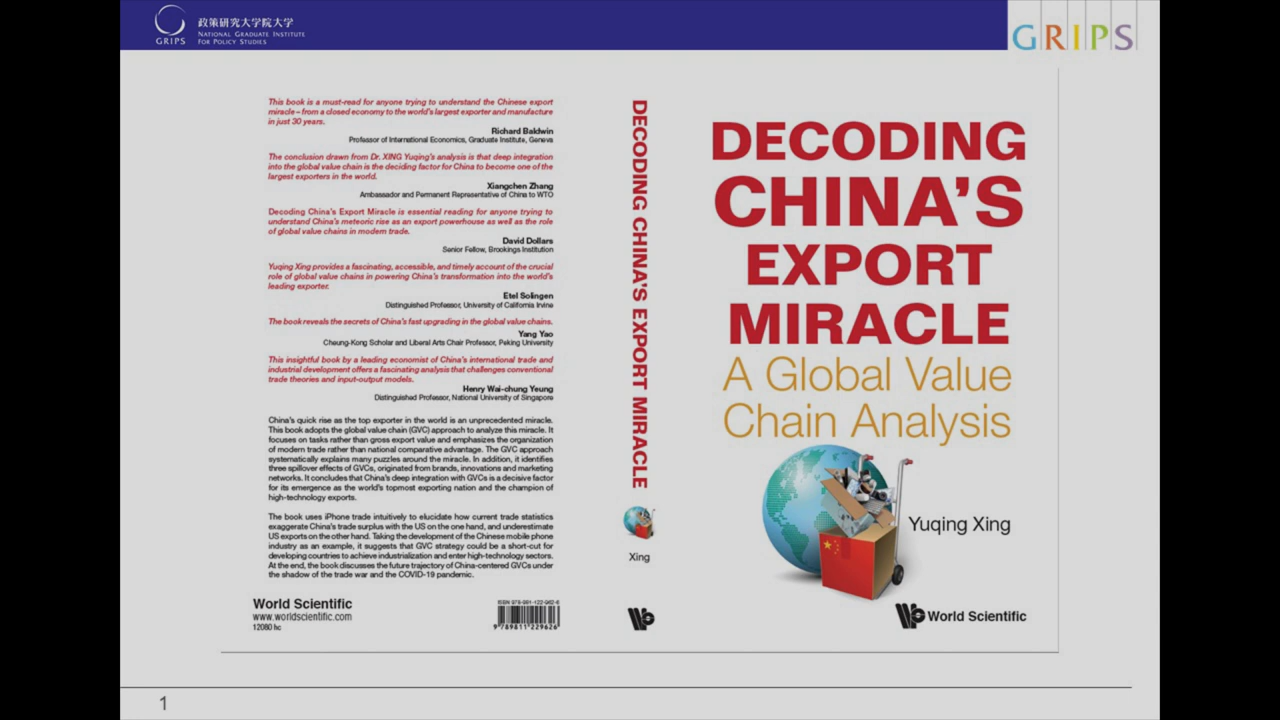 GRIPS
政策研究大学院大学
NATIONAL GRADUATE INSTITUTE
FOR POLICY STUDIES
GRIPS
This book is a must-read for anyone trying to understand the Chinese export
miracle – from a closed economy to the world's largest exporter and manufacture
in just 30 years.
Richard Baldwin
Professor of International Economics, Graduate Institute, Geneva
The conclusion drawn from Dr. XING Yuqing's analysis is that deep integration
into the global value chain is the deciding factor for China to become one of the
largest exporters in the world.
Xiangchen Zhang
Ambassador and Permanent Representative of China to WTO
Decoding China's Export Miracle is essential reading for anyone trying to
understand China's meteoric rise as an export powerhouse as well as the role
of global value chains in modern trade.
David Dollars
Senior Fellow, Brookings Institution
Yuqing Xing provides a fascinating, accessible, and timely account of the crucial
role of global value chains in powering China's transformation into the world's
leading exporter.
Etel Solingen
Distinguished Professor, University of California Irvine
The book reveals the secrets of China's fast upgrading in the global value chains.
Yang Yao
Cheung-Kong Scholar and Liberal Arts Chair Professor, Peking University
This insightful book by a leading economist of China's international trade and
industrial development offers a fascinating analysis that challenges conventional
trade theories and input-output models.
Henry Wai-chung Yeung
Distinguished Professor, National University of Singapore
China's quick rise as the top exporter in the world is an unprecedented miracle.
This book adopts the global value chain (GVC) approach to analyze this miracle. It
focuses on tasks rather than gross export value and emphasizes the organization
of modern trade rather than national comparative advantage. The GVC approach
systematically explains many puzzles around the miracle. In addition, it identifies
three spillover effects of GVCs, originated from brands, innovations and marketing
networks. It concludes that China's deep integration with GVCs is a decisive factor
for its emergence as the world's topmost exporting nation and the champion of
high-technology exports.
The book uses iPhone trade intuitively to elucidate how current trade statistics
exaggerate China's trade surplus with the US on the one hand, and underestimate
US exports on the other hand. Taking the development of the Chinese mobile phone
industry as an example, it suggests that GVC strategy could be a short-cut for
developing countries to achieve industrialization and enter high-technology sectors.
At the end, the book discusses the future trajectory of China-centered GVCs under
the shadow of the trade war and the COVID-19 pandemic.
World Scientific
www.worldscientific.com
12080 hc
ISBN 978-981-122-962-6
9 789811 229626
DECODING CHINA'S EXPORT MIRACLE
Xing
DECODING
CHINA'S
EXPORT
MIRACLE
A Global Value
Chain Analysis
Yuqing Xing
World Scientific
1